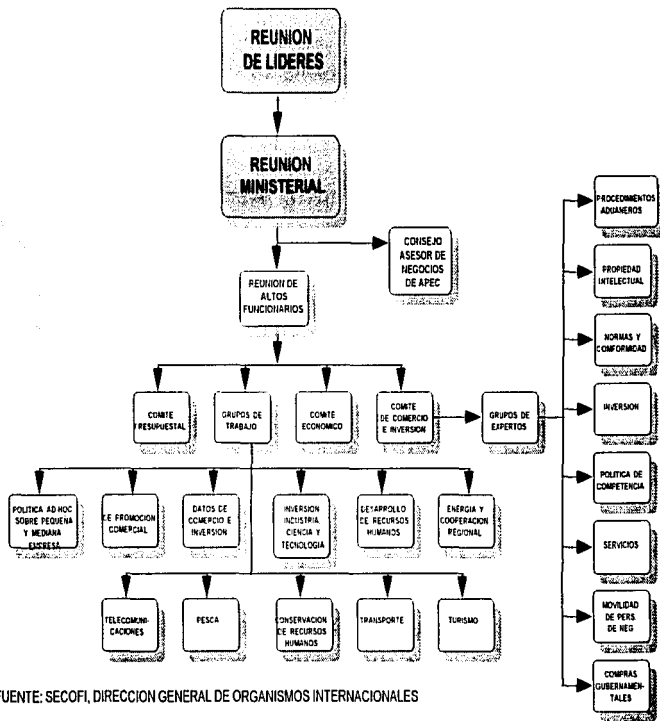 REUNION
DE LIDERES
REUNION
MINISTERIAL
CONSEJO
ASESOR DE
NEGOCIOS
DE APEC
REUNION DE
ALTOS
FUNCIONARIOS
COMITE
PRESUPUESTAL
GRUPOS DE
TRABAJO
COMITE
ECONOMICO
COMITE
DE COMERCIO
E INVERSION
GRUPOS DE
EXPERTOS
PROCEDIMIENTOS
ADUANEROS
PROPIEDAD
INTELECTUAL
NORMAS Y
COMFORMIDAD
INVERSION
POLITICA DE
COMPETENCIA
SERVICIOS
MOVILIDAD
DE PERS.
DE NEG
COMPRAS
GUBERNAMEN-
TALES
POLITICA AD HOC
SOBRE PEQUEÑA
Y MEDIANA
EMPRESA
DE PROMOCION
COMERCIAL
DATOS DE
COMERCIO E
INVERSION
INVERSION
INDUSTRIA,
CIENCIA Y
TECNOLOGIA
DESARROLLO
DE RECURSOS
HUMANOS
ENERGIA Y
COOPERACION
REGIONAL
TELECOMUNI-
CACIONES
PESCA
CONSERVACION
DE RECURSOS
HUMANOS
TRANSPORTE
TURISMO
FUENTE: SECOFI, DIRECCION GENERAL DE ORGANISMOS INTERNACIONALES